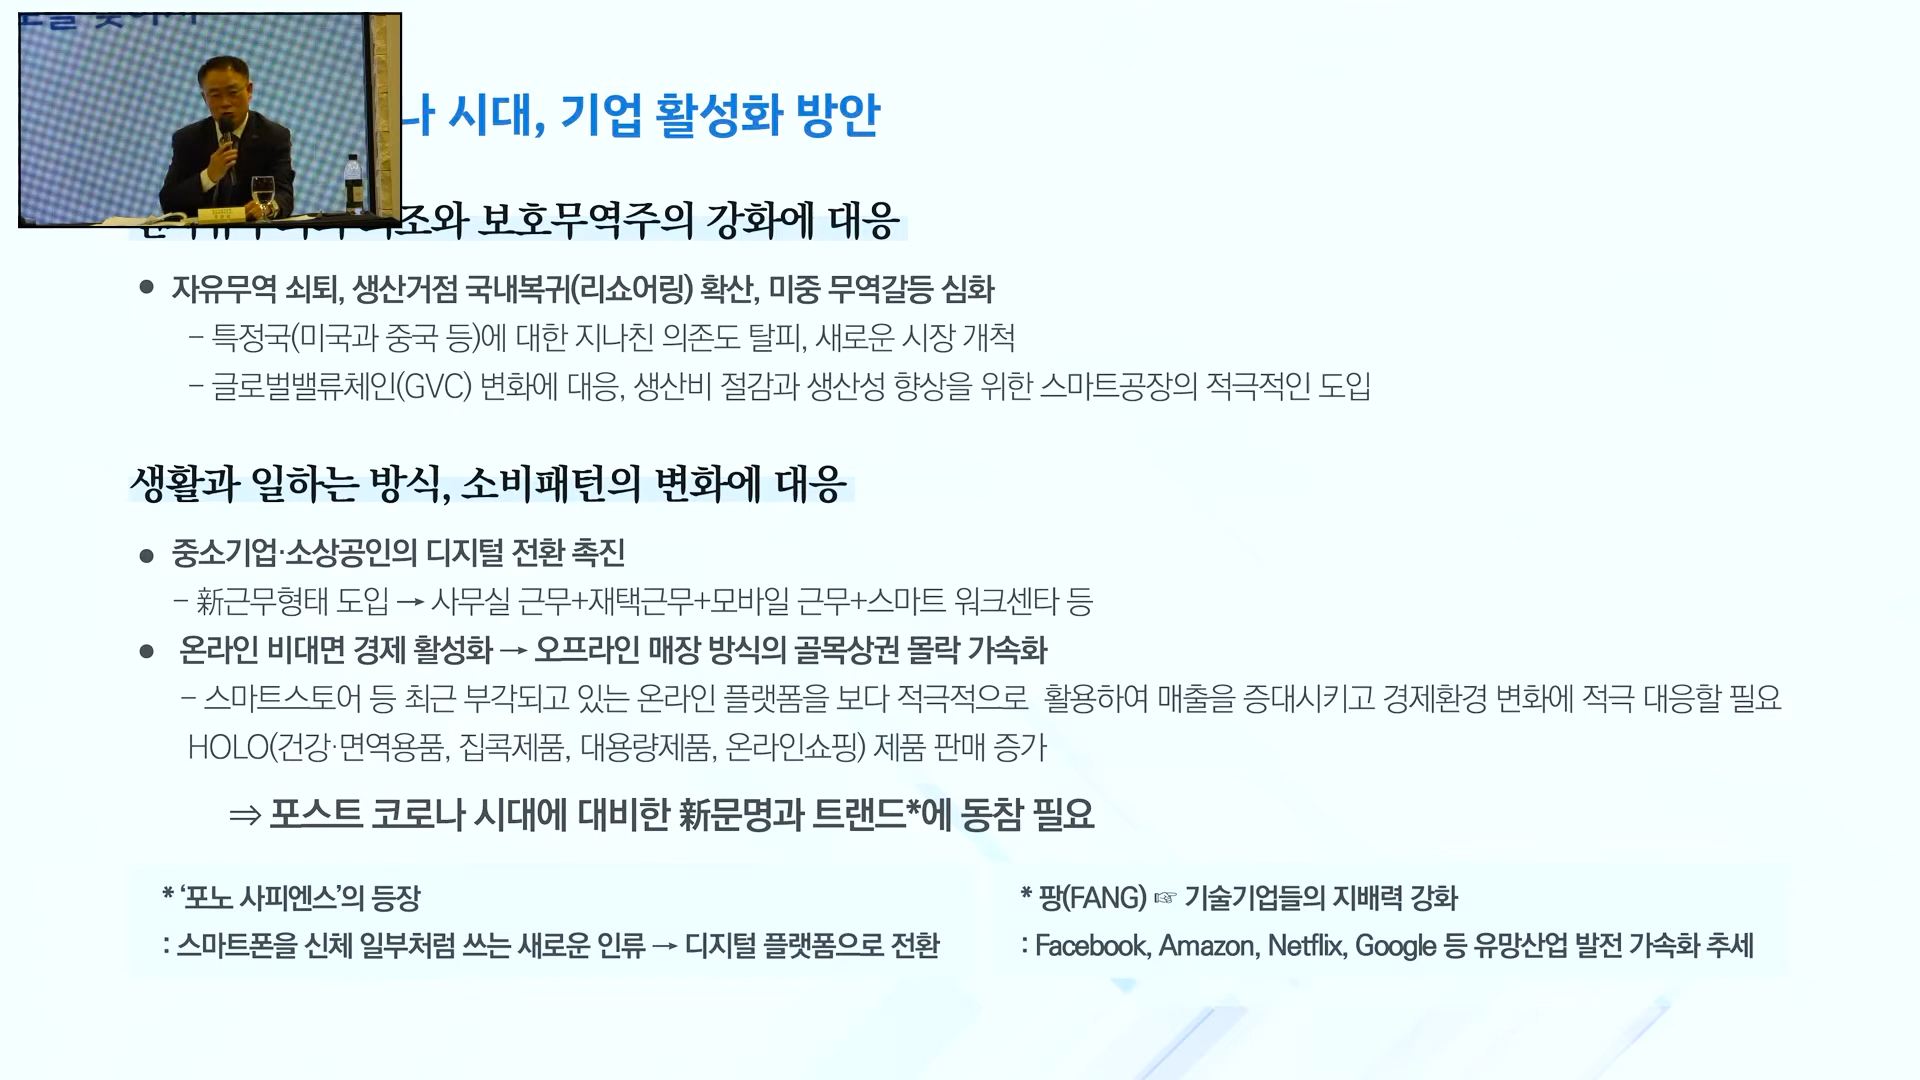 나 시대, 기업 활성화 방안
조와 보호무역주의 강화에 대응
● 자유무역 쇠퇴, 생산거점 국내복귀(리쇼어링) 확산, 미중 무역갈등 심화
– 특정국(미국과 중국 등)에 대한 지나친 의존도 탈피, 새로운 시장 개척
– 글로벌밸류체인(GVC) 변화에 대응, 생산비 절감과 생산성 향상을 위한 스마트공장의 적극적인 도입
생활과 일하는 방식, 소비패턴의 변화에 대응
● 중소기업·소상공인의 디지털 전환 촉진
– 新근무형태 도입 → 사무실 근무+재택근무+모바일 근무+스마트 워크센타 등
● 온라인 비대면 경제 활성화 → 오프라인 매장 방식의 골목상권 몰락 가속화
– 스마트스토어 등 최근 부각되고 있는 온라인 플랫폼을 보다 적극적으로 활용하여 매출을 증대시키고 경제환경 변화에 적극 대응할 필요
HOLO(건강·면역용품, 집콕제품, 대용량제품, 온라인쇼핑) 제품 판매 증가
⇒ 포스트 코로나 시대에 대비한 新문명과 트랜드*에 동참 필요
* ‘포노 사피엔스’의 등장
: 스마트폰을 신체 일부처럼 쓰는 새로운 인류 → 디지털 플랫폼으로 전환
* 팡(FANG) ☞ 기술기업들의 지배력 강화
: Facebook, Amazon, Netflix, Google 등 유망산업 발전 가속화 추세